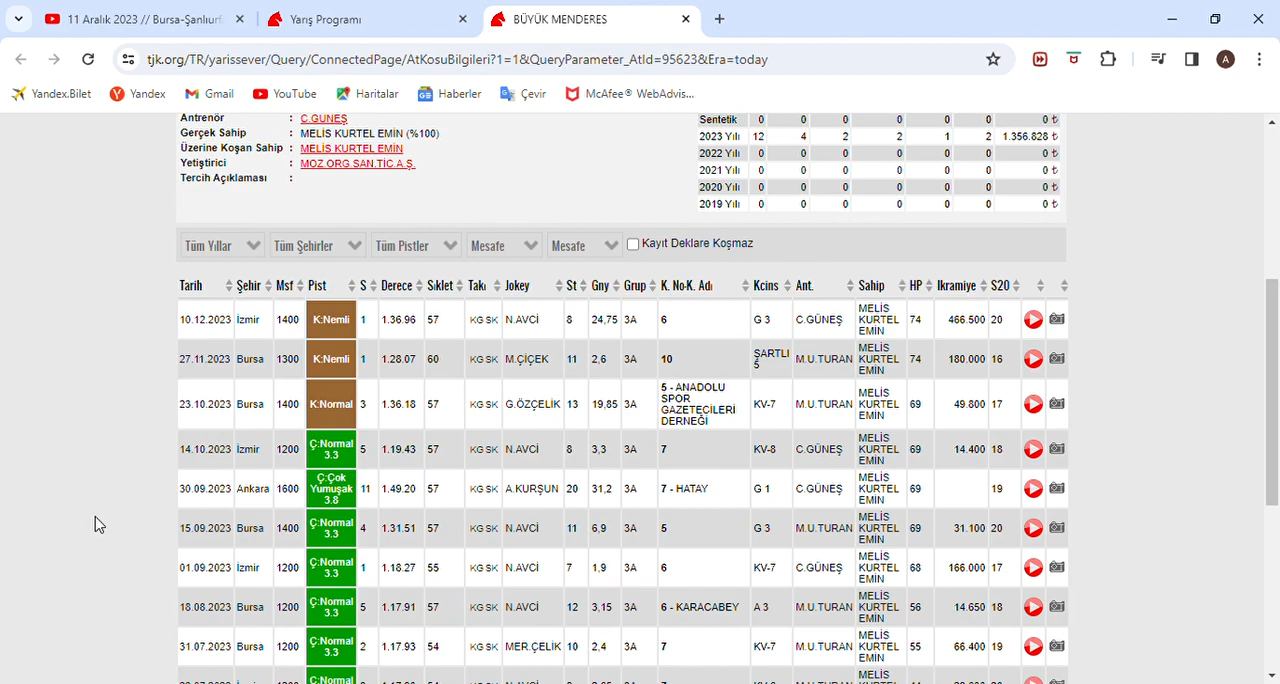 11 Aralık 2023 // Bursa-Şanlıurf
Yarış Programı
BÜYÜK MENDERES
tjk.org/TR/yarissever/Query/ConnectedPage/AtKosuBilgileri?1=1&QueryParameter_AtId=95623&Era=today
A
Yandex.Bilet Yandex Gmail YouTube Haritalar Haberler Çevir McAfee® WebAdvis...
Antrenör : C.GÜNEŞ
Gerçek Sahip : MELİS KURTEL EMİN (%100)
Üzerine Koşan Sahip : MELİS KURTEL EMİN
Yetiştirici : MOZ ORG.SAN.TİC.A.Ş.
Tercih Açıklaması :
Sentetik 0 0 0 0 0 0 0 ₺
2023 Yılı 12 4 2 2 1 2 1.356.828 ₺
2022 Yılı 0 0 0 0 0 0 0 ₺
2021 Yılı 0 0 0 0 0 0 0 ₺
2020 Yılı 0 0 0 0 0 0 0 ₺
2019 Yılı 0 0 0 0 0 0 0 ₺
Tüm Yıllar Tüm Şehirler Tüm Pistler Mesafe Mesafe Kayıt Deklare Koşmaz
Tarih Şehir Msf Pist S Derece Sıklet Takı Jokey St Gny Grup K. No-K. Adı Kcins Ant. Sahip HP Ikramiye S20
10.12.2023 İzmir 1400 K:Nemli 1 1.36.96 57 KG SK N.AVCİ 8 24,75 3A 6 G 3 C.GÜNEŞ MELİS KURTEL EMİN 74 466.500 20
27.11.2023 Bursa 1300 K:Nemli 1 1.28.07 60 KG SK M.ÇİÇEK 11 2,6 3A 10 ŞARTLI 5 M.U.TURAN MELİS KURTEL EMİN 74 180.000 16
23.10.2023 Bursa 1400 K:Normal 3 1.36.18 57 KG SK G.ÖZÇELİK 13 19,85 3A 5 - ANADOLU SPOR GAZETECİLERİ DERNEĞİ KV-7 M.U.TURAN MELİS KURTEL EMİN 69 49.800 17
14.10.2023 İzmir 1200 Ç:Normal 3.3 5 1.19.43 57 KG SK N.AVCİ 8 3,3 3A 7 KV-8 C.GÜNEŞ MELİS KURTEL EMİN 69 14.400 18
30.09.2023 Ankara 1600 Ç:Çok Yumuşak 3.8 11 1.49.20 57 KG SK A.KURŞUN 20 31,2 3A 7 - HATAY G 1 C.GÜNEŞ MELİS KURTEL EMİN 69 19
15.09.2023 Bursa 1400 Ç:Normal 3.3 4 1.31.51 57 KG SK N.AVCİ 11 6,9 3A 5 G 3 M.U.TURAN MELİS KURTEL EMİN 69 31.100 20
01.09.2023 İzmir 1200 Ç:Normal 3.3 1 1.18.27 55 KG SK N.AVCİ 7 1,9 3A 6 KV-7 C.GÜNEŞ MELİS KURTEL EMİN 68 166.000 17
18.08.2023 Bursa 1200 Ç:Normal 3.3 5 1.17.91 57 KG SK N.AVCİ 12 3,15 3A 6 - KARACABEY A 3 M.U.TURAN MELİS KURTEL EMİN 56 14.650 18
31.07.2023 Bursa 1200 Ç:Normal 3.3 2 1.17.93 54 KG SK MER.ÇELİK 10 2,4 3A 7 KV-7 M.U.TURAN MELİS KURTEL EMİN 55 66.400 19
Ç:Normal MELİS